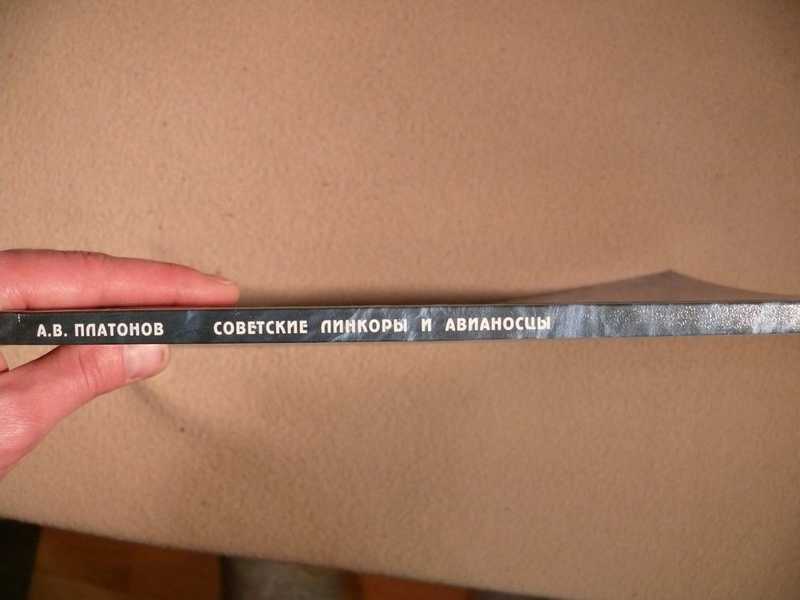 А.В. ПЛАТОНОВ СОВЕТСКИЕ ЛИНКОРЫ И АВИАНОСЦЫ